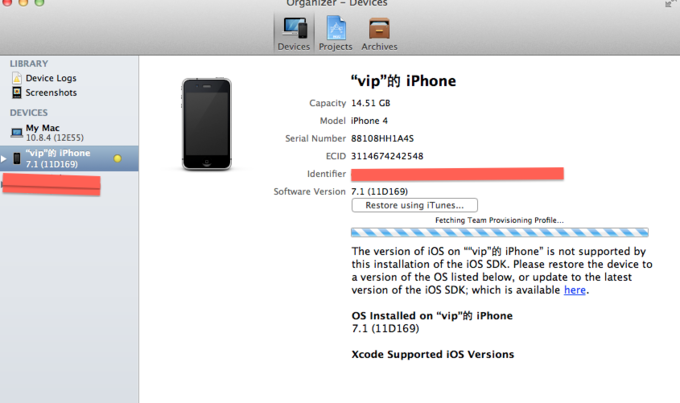 Organizer – Devices
Devices Projects Archives
LIBRARY
Device Logs
Screenshots
DEVICES
My Mac
10.8.4 (12E55)
“vip”的 iPhone
7.1 (11D169)
“vip”的 iPhone
Capacity 14.51 GB
Model iPhone 4
Serial Number 88108HH1A4S
ECID 3114674242548
Identifier
Software Version 7.1 (11D169)
Restore using iTunes...
Fetching Team Provisioning Profile...
The version of iOS on ““vip”的 iPhone” is not supported by
this installation of the iOS SDK. Please restore the device to
a version of the OS listed below, or update to the latest
version of the iOS SDK; which is available here.
OS Installed on “vip”的 iPhone
7.1 (11D169)
Xcode Supported iOS Versions